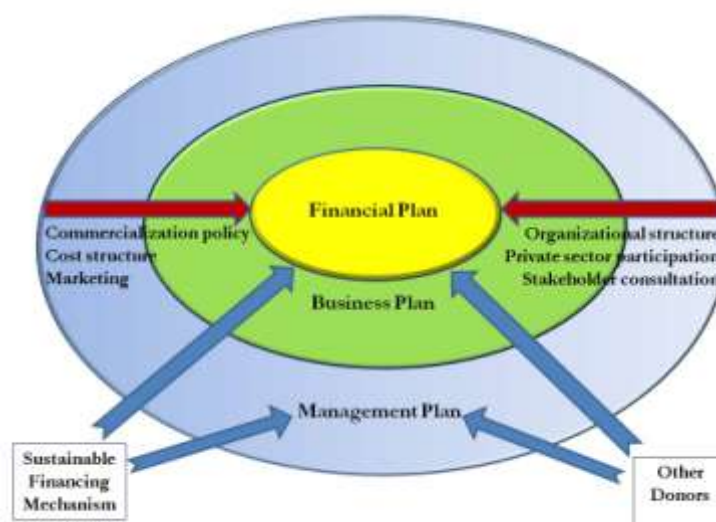 Financial Plan
Commercialization policy
Cost structure
Marketing
Organizational structure
Private sector participation
Stakeholder consultation
Business Plan
Management Plan
Sustainable
Financing
Mechanism
Other
Donors